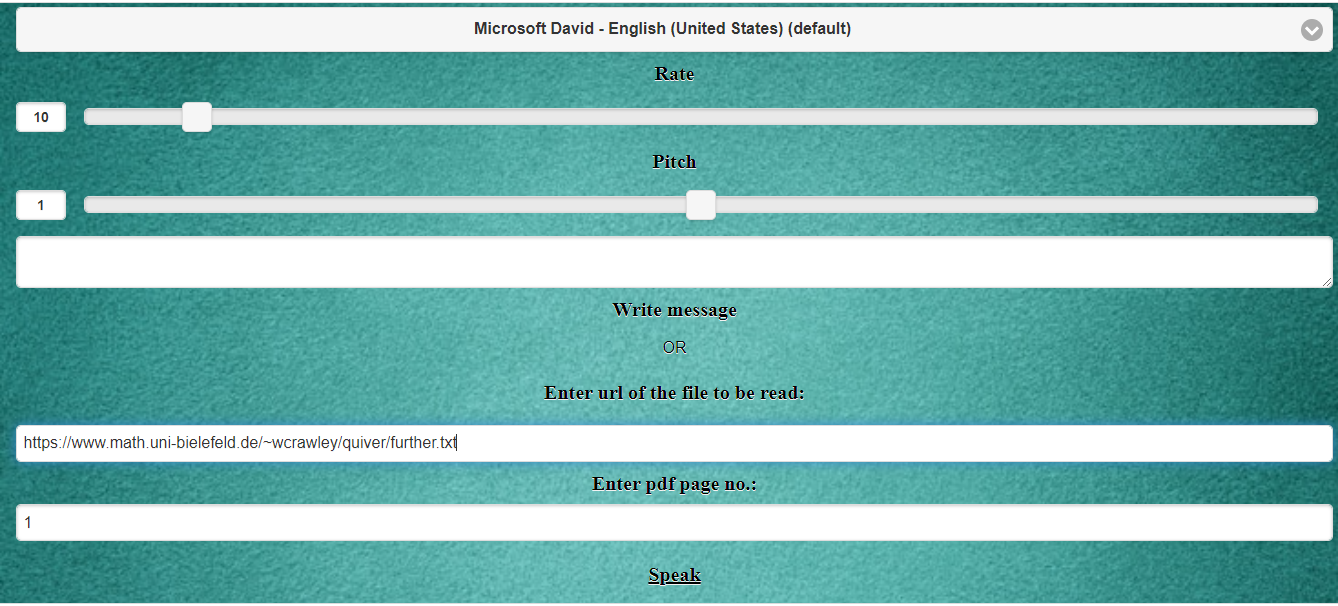 Microsoft David - English (United States) (default)
Rate
10
Pitch
1
Write message
OR
Enter url of the file to be read:
https://www.math.uni-bielefeld.de/~wcrawley/quiver/further.txt
Enter pdf page no.:
1
Speak